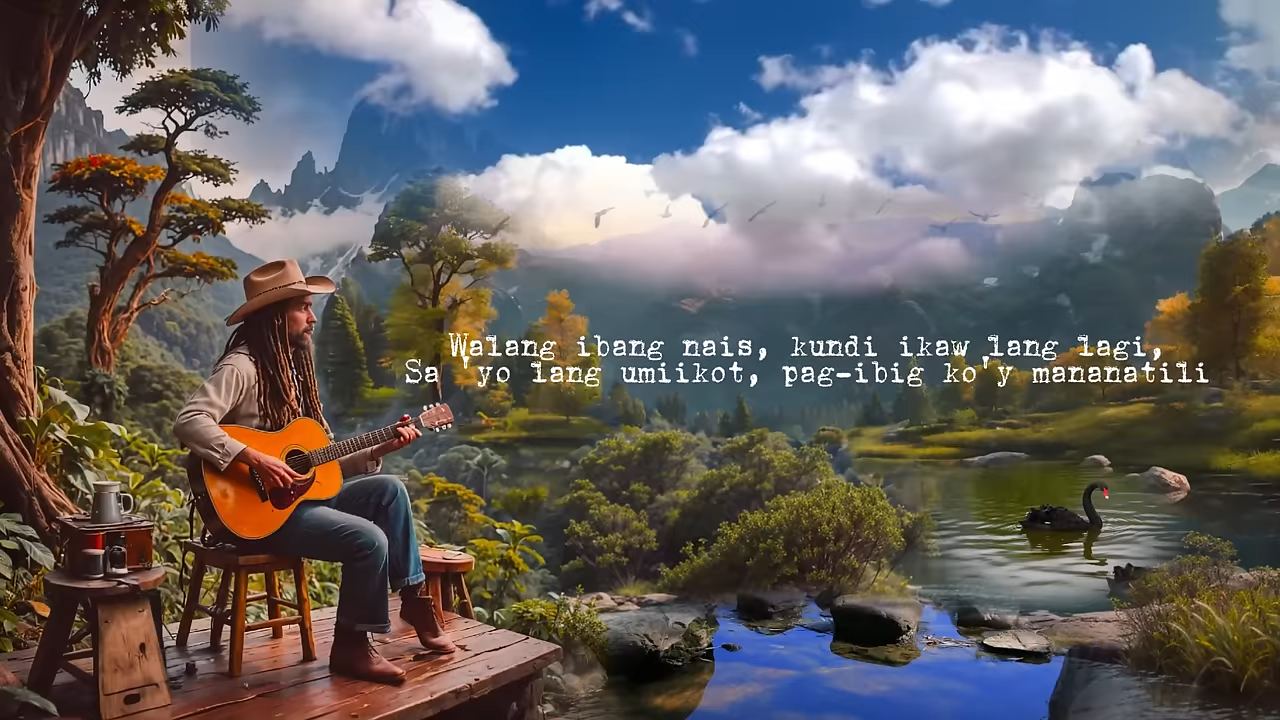 Walang ibang nais, kundi ikaw lang lagi,
Sa 'yo lang umiikot, pag-ibig ko'y mananatili